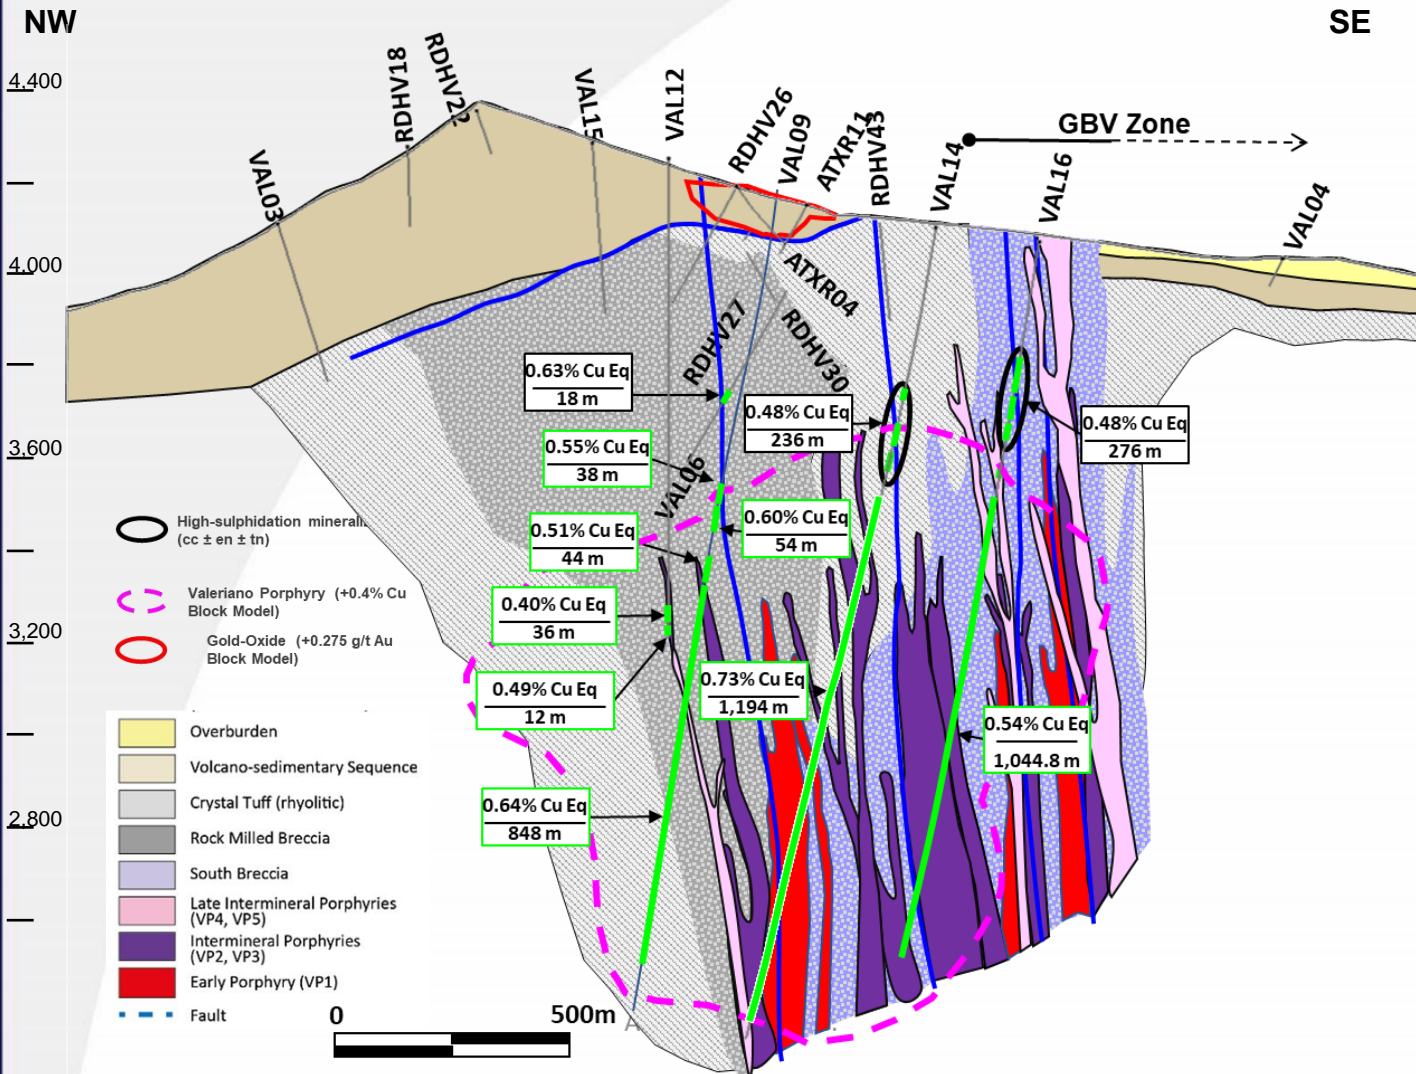 NW
SE
4,400
4,000
3,600
3,200
2,800
RDHV18
RDHV22
VAL03
VAL15
VAL12
RDHV26
VAL09
ATXR11
RDHV43
VAL14
GBV Zone
VAL16
VAL04
ATXR04
RDHV27
RDHV30
VAL06
0.63% Cu Eq
18 m
0.55% Cu Eq
38 m
0.48% Cu Eq
236 m
0.48% Cu Eq
276 m
0.51% Cu Eq
44 m
0.60% Cu Eq
54 m
0.40% Cu Eq
36 m
0.49% Cu Eq
12 m
0.73% Cu Eq
1,194 m
0.54% Cu Eq
1,044.8 m
0.64% Cu Eq
848 m
High-sulphidation minerali
(cc ± en ± tn)
Valeriano Porphyry (+0.4% Cu
Block Model)
Gold-Oxide (+0.275 g/t Au
Block Model)
Overburden
Volcano-sedimentary Sequence
Crystal Tuff (rhyolitic)
Rock Milled Breccia
South Breccia
Late Intermineral Porphyries
(VP4, VP5)
Intermineral Porphyries
(VP2, VP3)
Early Porphyry (VP1)
Fault
0
500m